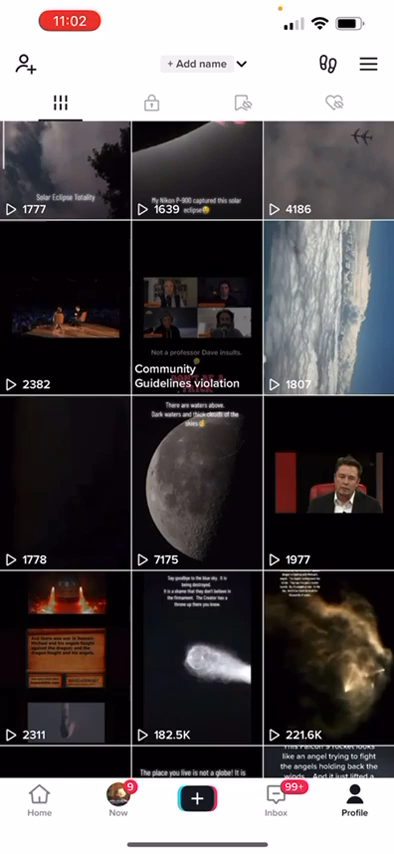 11:02
+ Add name
Solar Eclipse Totality
1777
My Nikon P-900 captured this solar
eclipse
1639
4186
2382
Not a professor Dave insults.
Community
Guidelines violation
1807
1778
There are waters above.
Dark waters and thick clouds of the
skies
7175
1977
2311
Say goodbye to the blue sky. It is
being destroyed.
It is a shame that they don't believe in
the firmament. The Creator has a
throne up there you know
182.5K
221.6K
The place you live is not a globe! It is
This Falcon 9 rocket looks
like an angel trying to fight
the angels holding back the
winds. And it just lifted a
Home
9
Now
99+
Inbox
Profile